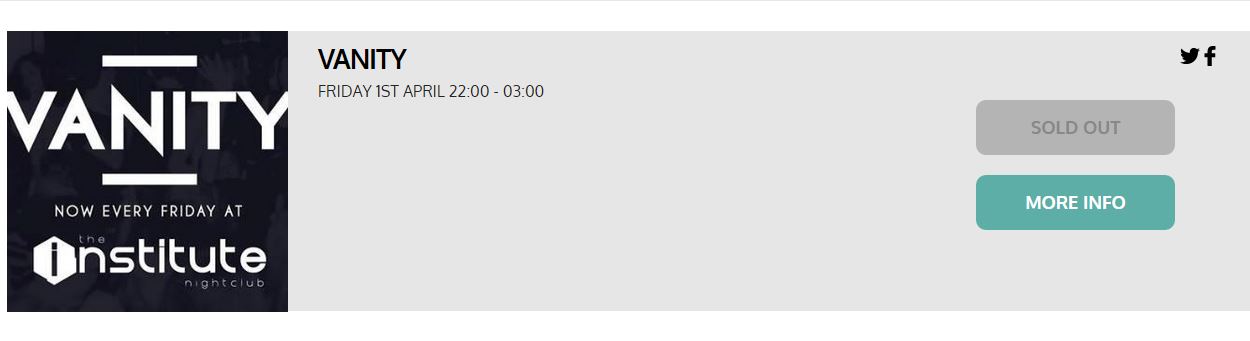 VANITY
NOW EVERY FRIDAY AT
the
institute
nightclub
VANITY
FRIDAY 1ST APRIL 22:00 - 03:00
SOLD OUT
MORE INFO